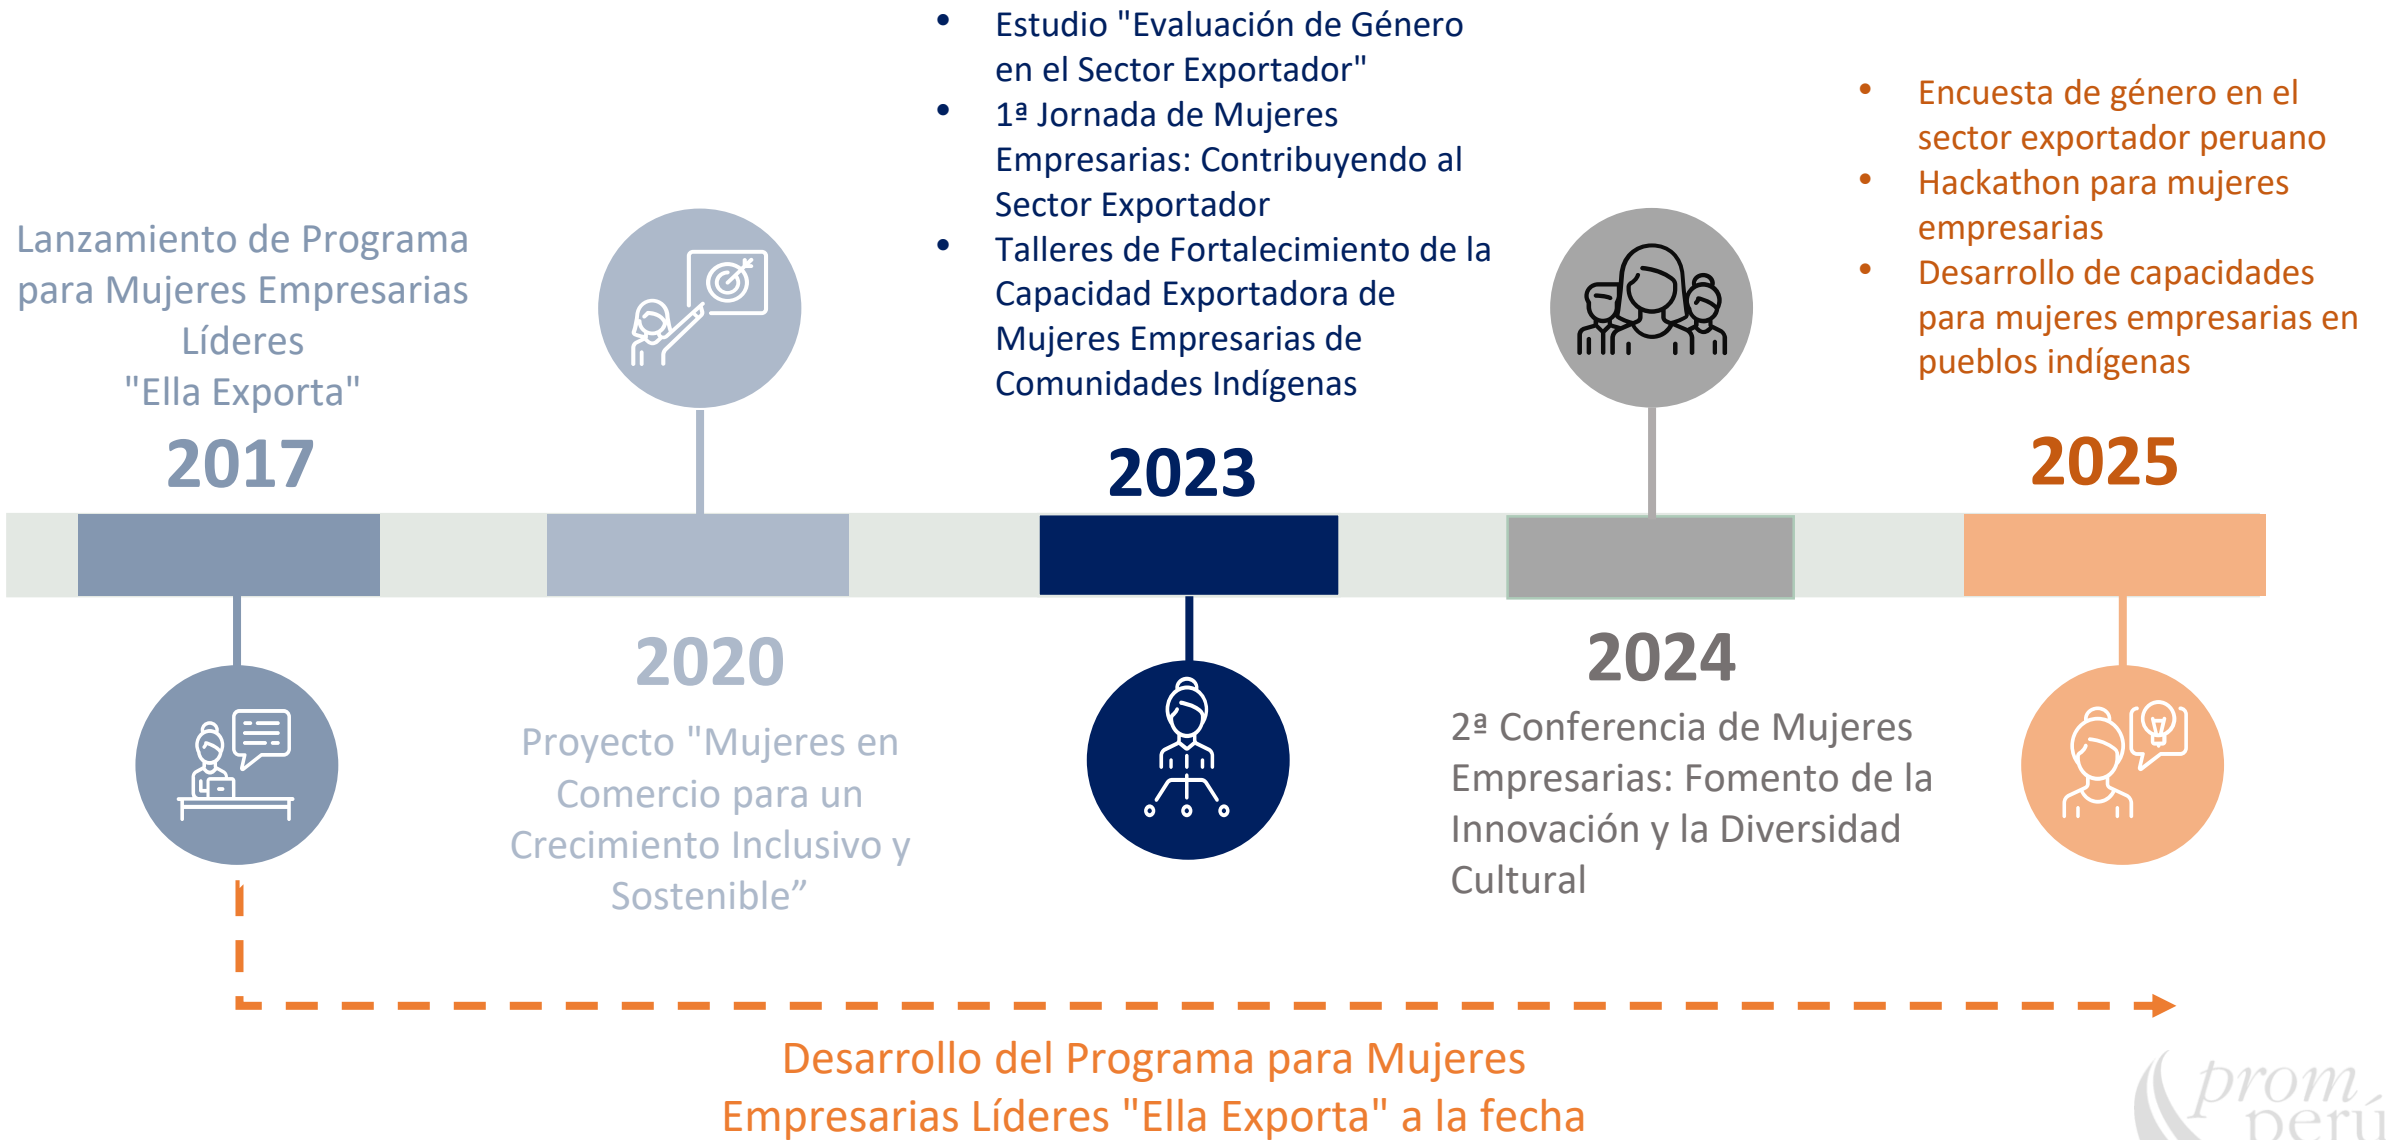 Lanzamiento de Programa
para Mujeres Empresarias
Líderes
"Ella Exporta"
2017
2020
Proyecto "Mujeres en
Comercio para un
Crecimiento Inclusivo y
Sostenible”
• Estudio "Evaluación de Género
en el Sector Exportador"
• 1ª Jornada de Mujeres
Empresarias: Contribuyendo al
Sector Exportador
• Talleres de Fortalecimiento de la
Capacidad Exportadora de
Mujeres Empresarias de
Comunidades Indígenas
2023
2024
2ª Conferencia de Mujeres
Empresarias: Fomento de la
Innovación y la Diversidad
Cultural
• Encuesta de género en el
sector exportador peruano
• Hackathon para mujeres
empresarias
• Desarrollo de capacidades
para mujeres empresarias en
pueblos indígenas
2025
Desarrollo del Programa para Mujeres
Empresarias Líderes "Ella Exporta" a la fecha
prom
perú